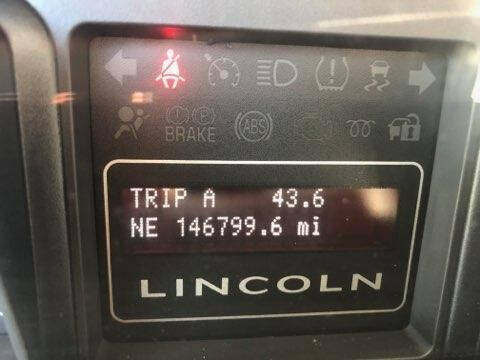 BRAKE
ABS
TRIP A 43.6
NE 146799.6 mi
LINCOLN